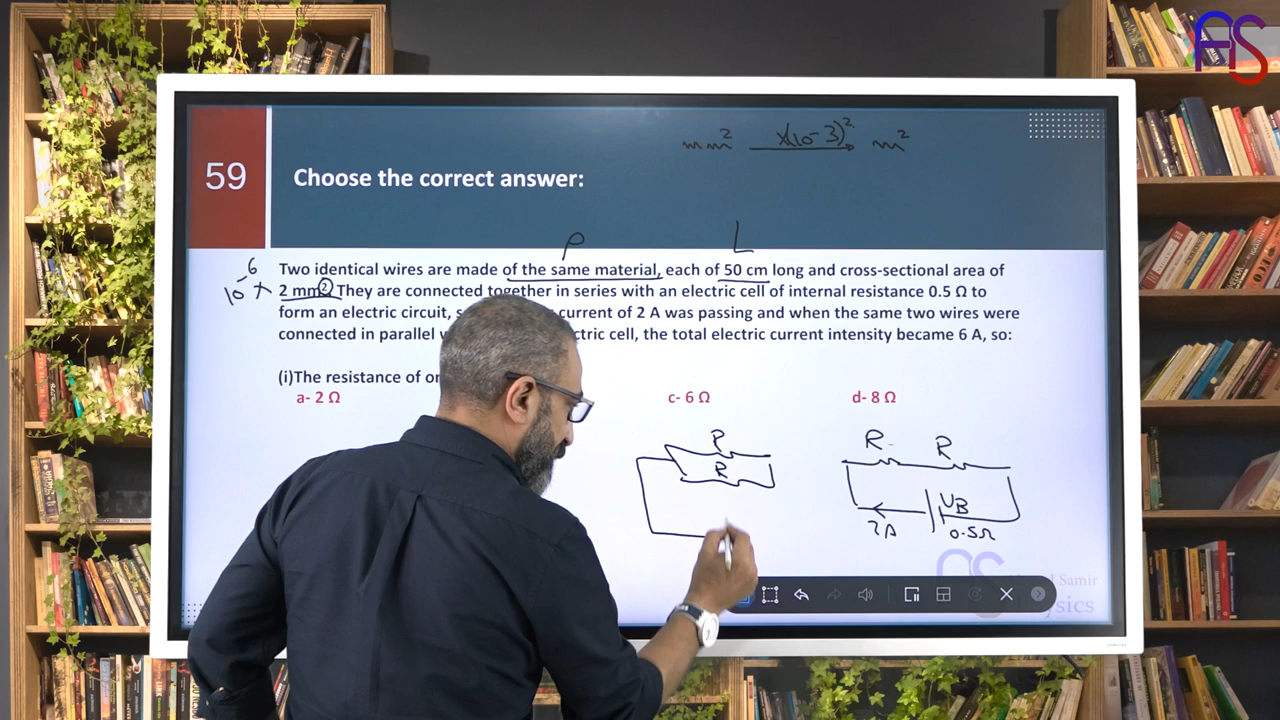 AS
mm² x(10-3)² m²
59
Choose the correct answer:
ρ L
6
10- x
Two identical wires are made of the same material, each of 50 cm long and cross-sectional area of
2 mm2. They are connected together in series with an electric cell of internal resistance 0.5 Ω to
form an electric circuit, current of 2 A was passing and when the same two wires were
connected in parallel the total electric current intensity became 6 A, so:
(i)The resistance of
a- 2 Ω c- 6 Ω d- 8 Ω
R R R
R
VB
2A 0.5Ω
Samir